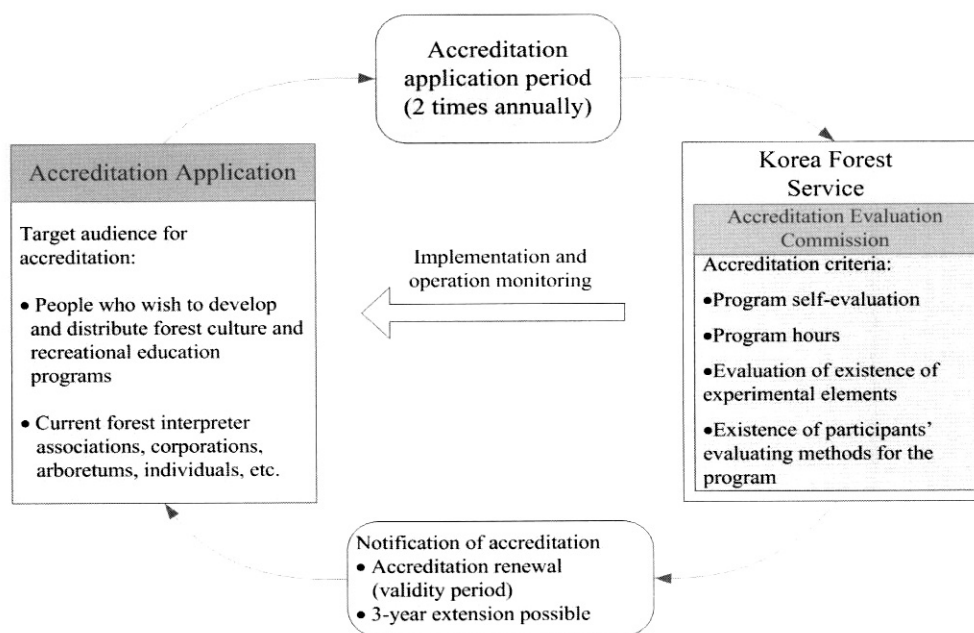 Accreditation
application period
(2 times annually)
Accreditation Application
Target audience for
accreditation:
• People who wish to develop
and distribute forest culture and
recreational education
programs
• Current forest interpreter
associations, corporations,
arboretums, individuals, etc.
Implementation and
operation monitoring
Korea Forest
Service
Accreditation Evaluation
Commission
Accreditation criteria:
•Program self-evaluation
•Program hours
•Evaluation of existence of
experimental elements
•Existence of participants’
evaluating methods for the
program
Notification of accreditation
• Accreditation renewal
(validity period)
• 3-year extension possible